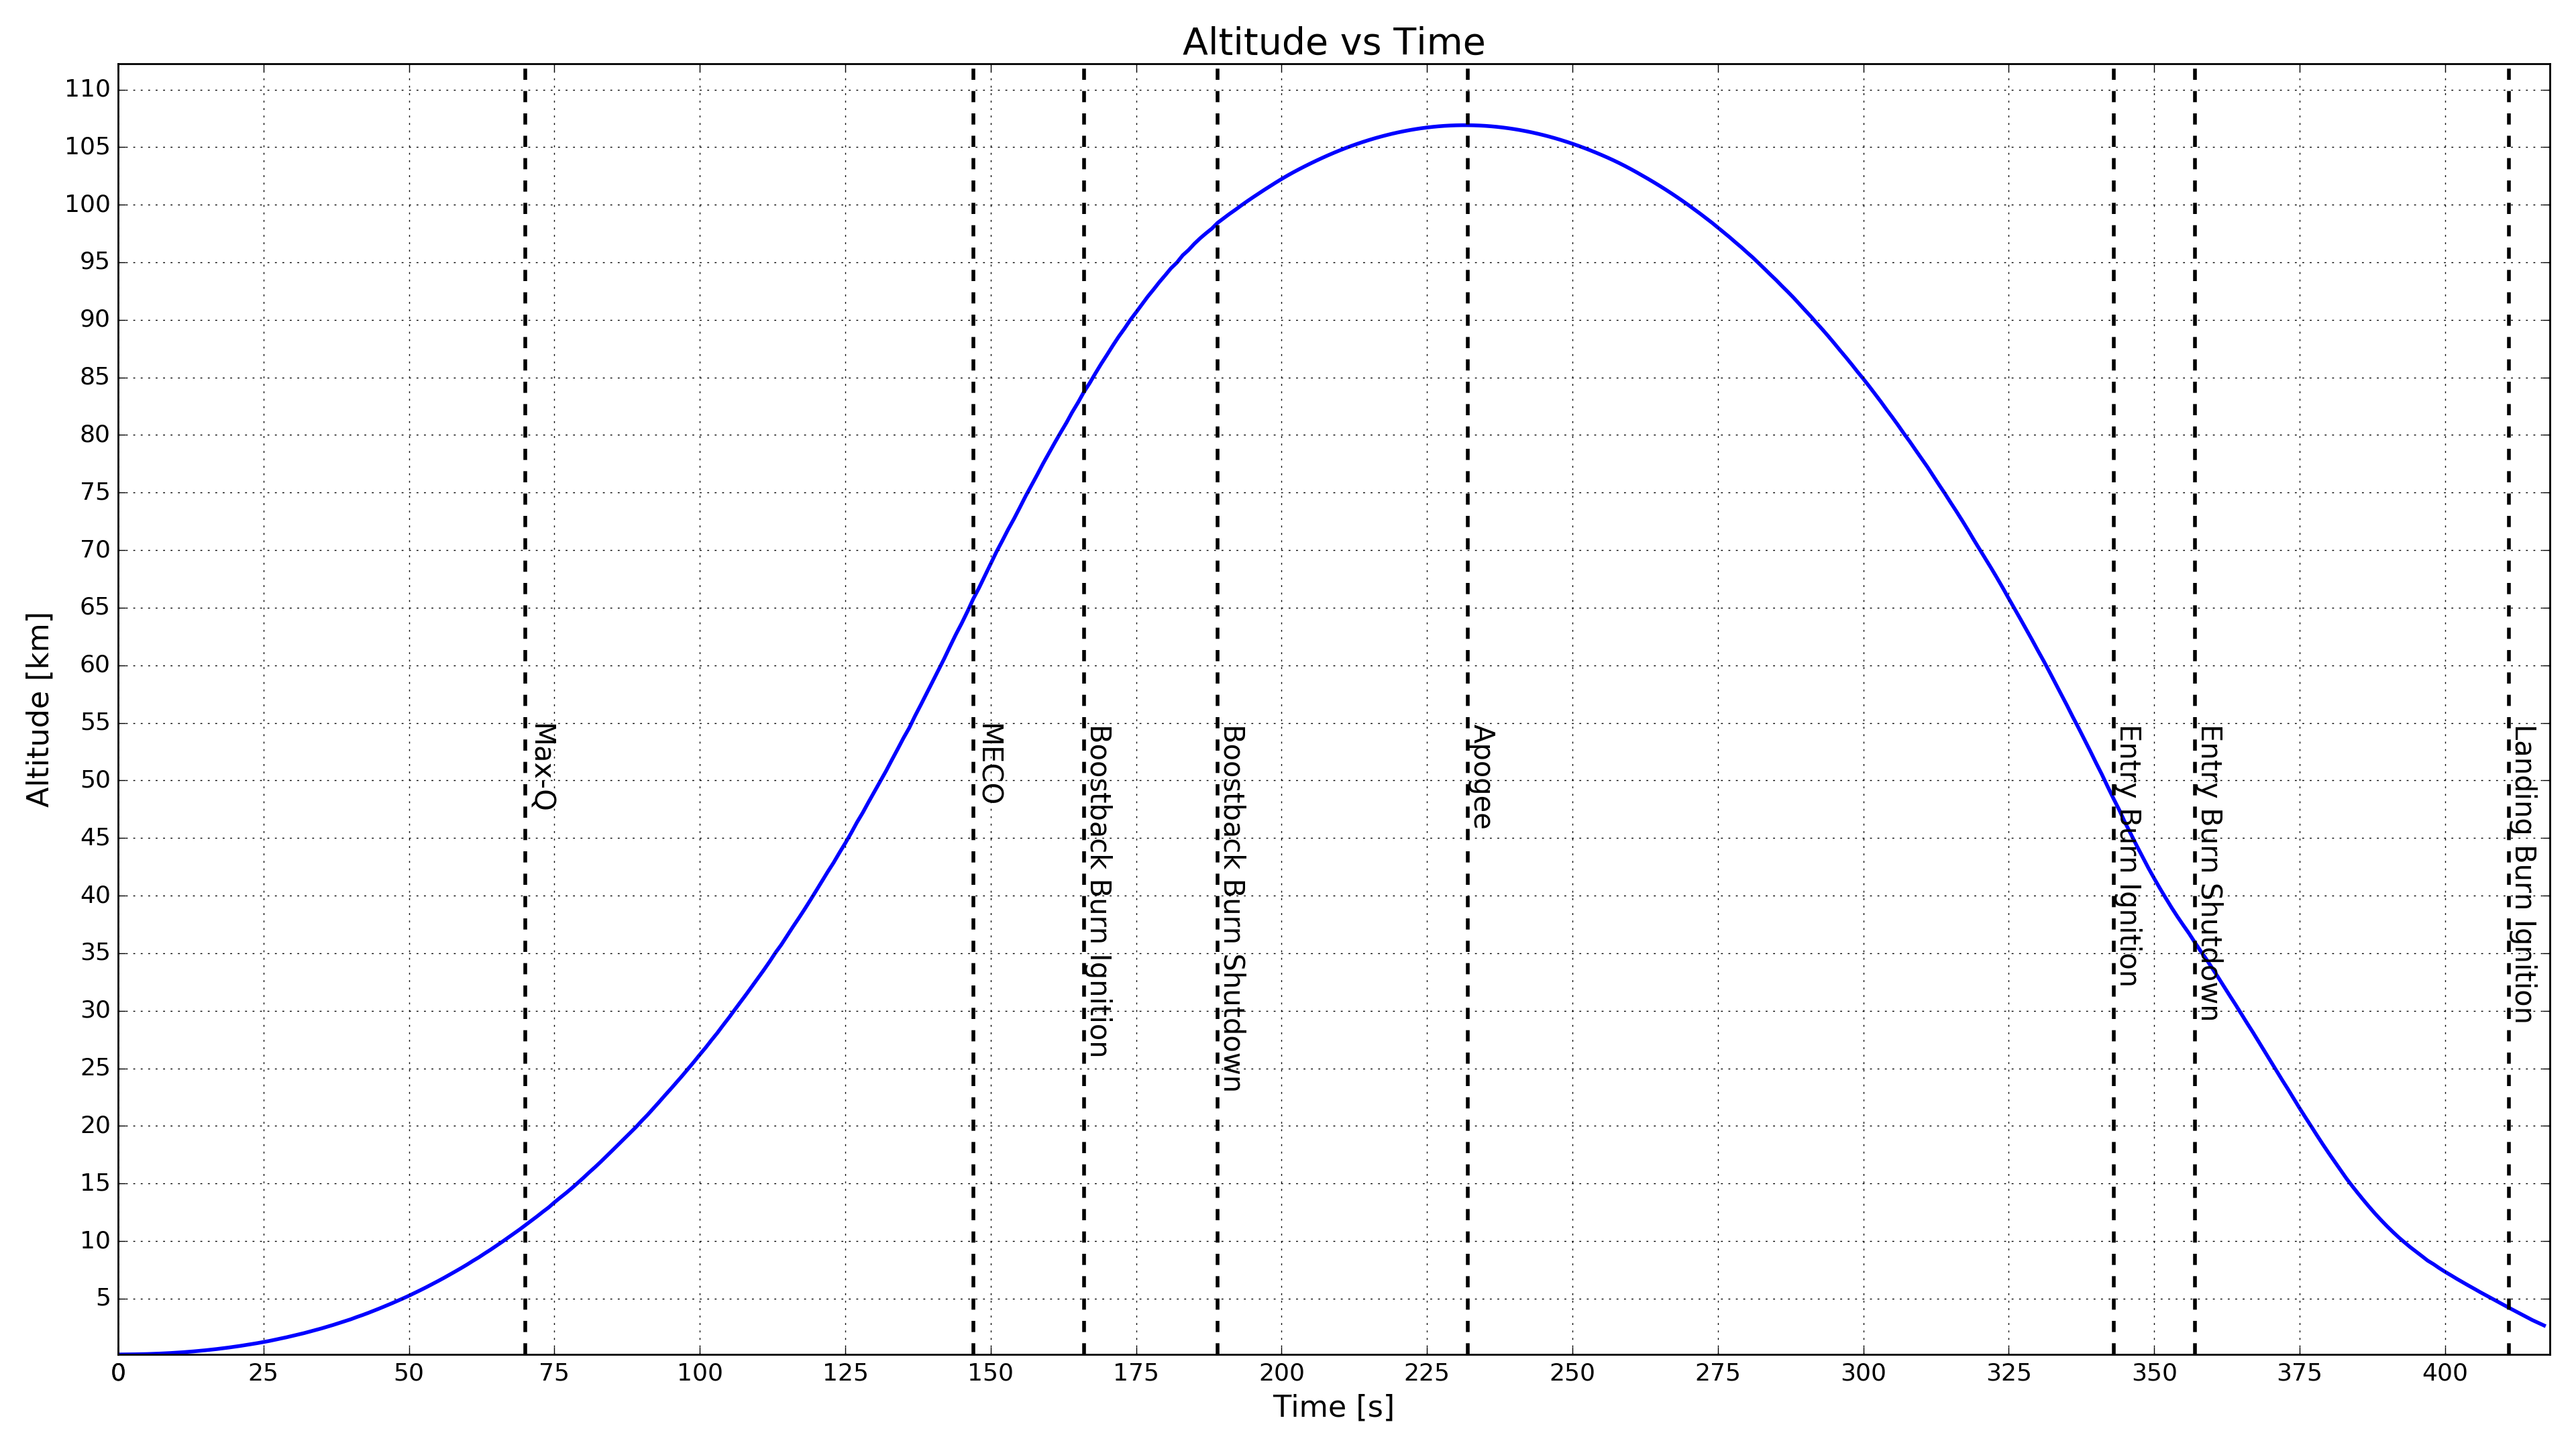 Altitude vs Time
Altitude [km]
110
105
100
95
90
85
80
75
70
65
60
55
50
45
40
35
30
25
20
15
10
5
Max-Q
MECO
Boostback Burn Ignition
Boostback Burn Shutdown
Apogee
Entry Burn Ignition
Entry Burn Shutdown
Landing Burn Ignition
0 25 50 75 100 125 150 175 200 225 250 275 300 325 350 375 400
Time [s]